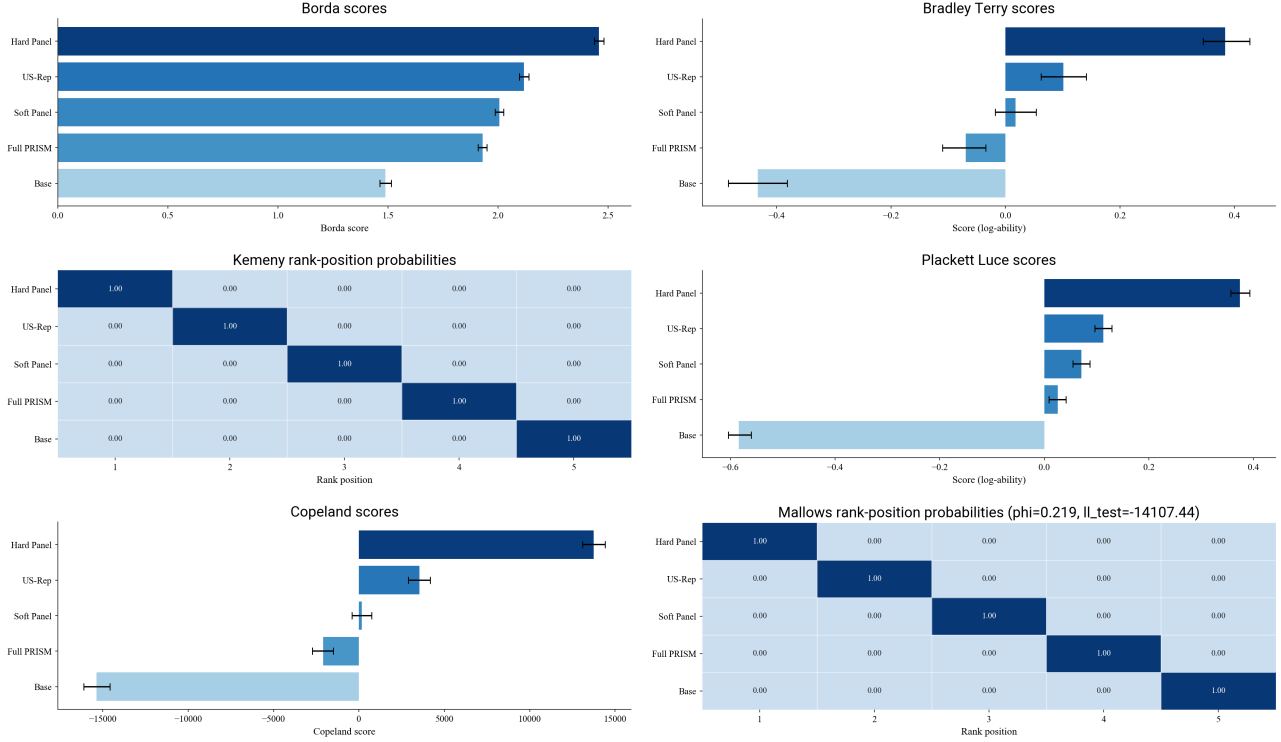 Borda scores
Hard Panel
US-Rep
Soft Panel
Full PRISM
Base
0.0 0.5 1.0 1.5 2.0 2.5
Borda score
Bradley Terry scores
Hard Panel
US-Rep
Soft Panel
Full PRISM
Base
−0.4 −0.2 0.0 0.2 0.4
Score (log-ability)
Kemeny rank-position probabilities
Hard Panel 1.00 0.00 0.00 0.00 0.00
US-Rep 0.00 1.00 0.00 0.00 0.00
Soft Panel 0.00 0.00 1.00 0.00 0.00
Full PRISM 0.00 0.00 0.00 1.00 0.00
Base 0.00 0.00 0.00 0.00 1.00
1 2 3 4 5
Rank position
Plackett Luce scores
Hard Panel
US-Rep
Soft Panel
Full PRISM
Base
−0.6 −0.4 −0.2 0.0 0.2 0.4
Score (log-ability)
Copeland scores
Hard Panel
US-Rep
Soft Panel
Full PRISM
Base
−15000 −10000 −5000 0 5000 10000 15000
Copeland score
Mallows rank-position probabilities (phi=0.219, ll_test=-14107.44)
Hard Panel 1.00 0.00 0.00 0.00 0.00
US-Rep 0.00 1.00 0.00 0.00 0.00
Soft Panel 0.00 0.00 1.00 0.00 0.00
Full PRISM 0.00 0.00 0.00 1.00 0.00
Base 0.00 0.00 0.00 0.00 1.00
1 2 3 4 5
Rank position